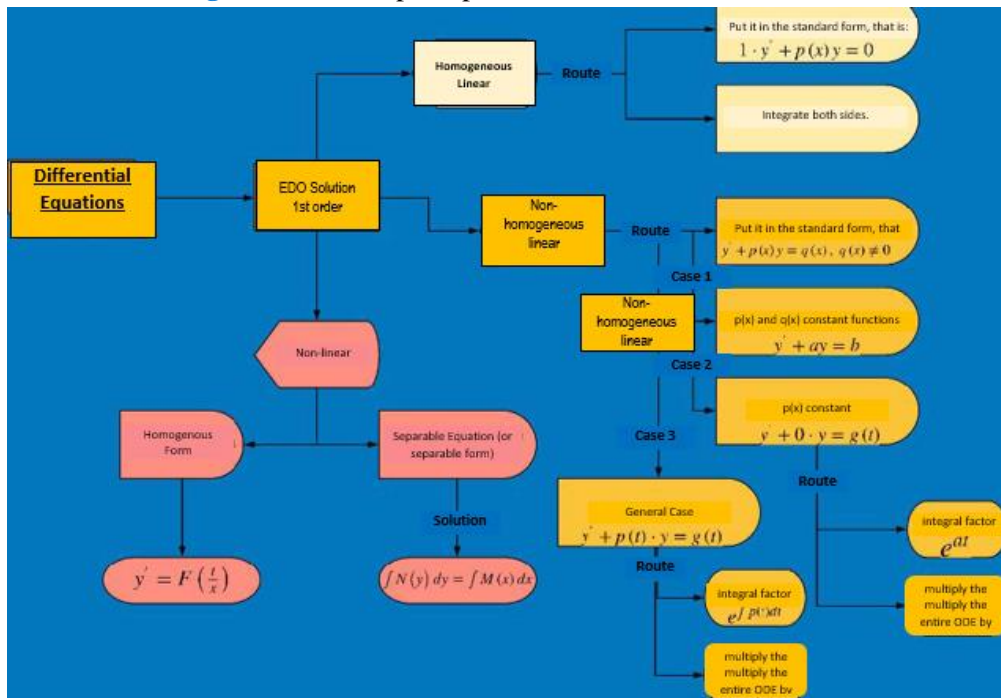 Put it in the standard form, that is:
1 · y' + p(x) y = 0
Homogeneous
Linear
Route
Integrate both sides.
Differential
Equations
EDO Solution
1st order
Non-
homogeneous
linear
Route
Put it in the standard form, that
y' + p(x) y = q(x), q(x) ≠ 0
Case 1
Non-
homogeneous
linear
p(x) and q(x) constant functions
y' + ay = b
Non-linear
Case 2
p(x) constant
y' + 0 · y = g(t)
Homogenous
Form
Separable Equation (or
separable form)
Case 3
Route
General Case
y' + p(t) · y = g(t)
Solution
integral factor
e^{at}
Route
y' = F(t/x)
∫N(y) dy = ∫M(x) dx
integral factor
multiply the
multiply the
entire ODE by
multiply the
multiply the
entire ODE by